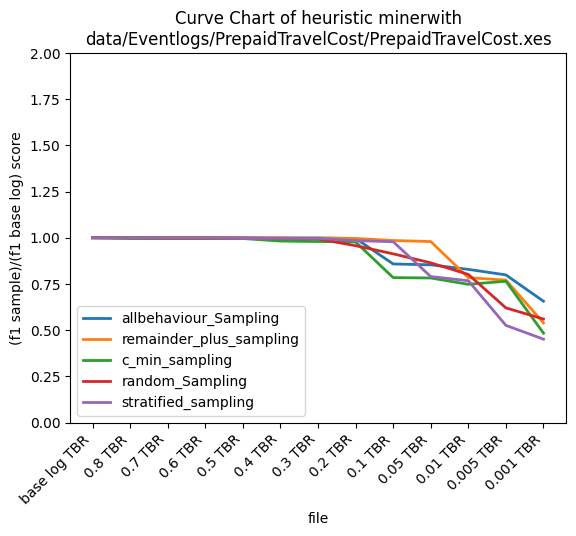 Curve Chart of heuristic minerwith
data/Eventlogs/PrepaidTravelCost/PrepaidTravelCost.xes
(f1 sample)/(f1 base log) score
2.00
1.75
1.50
1.25
1.00
0.75
0.50
0.25
0.00
allbehaviour_Sampling
remainder_plus_sampling
c_min_sampling
random_Sampling
stratified_sampling
base log TBR
0.8 TBR
0.7 TBR
0.6 TBR
0.5 TBR
0.4 TBR
0.3 TBR
0.2 TBR
0.1 TBR
0.05 TBR
0.01 TBR
0.005 TBR
0.001 TBR
file